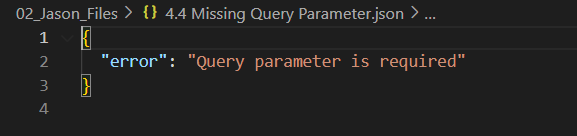 02_Jason_Files > {} 4.4 Missing Query Parameter.json > ...
1 {
2 "error": "Query parameter is required"
3 }
4